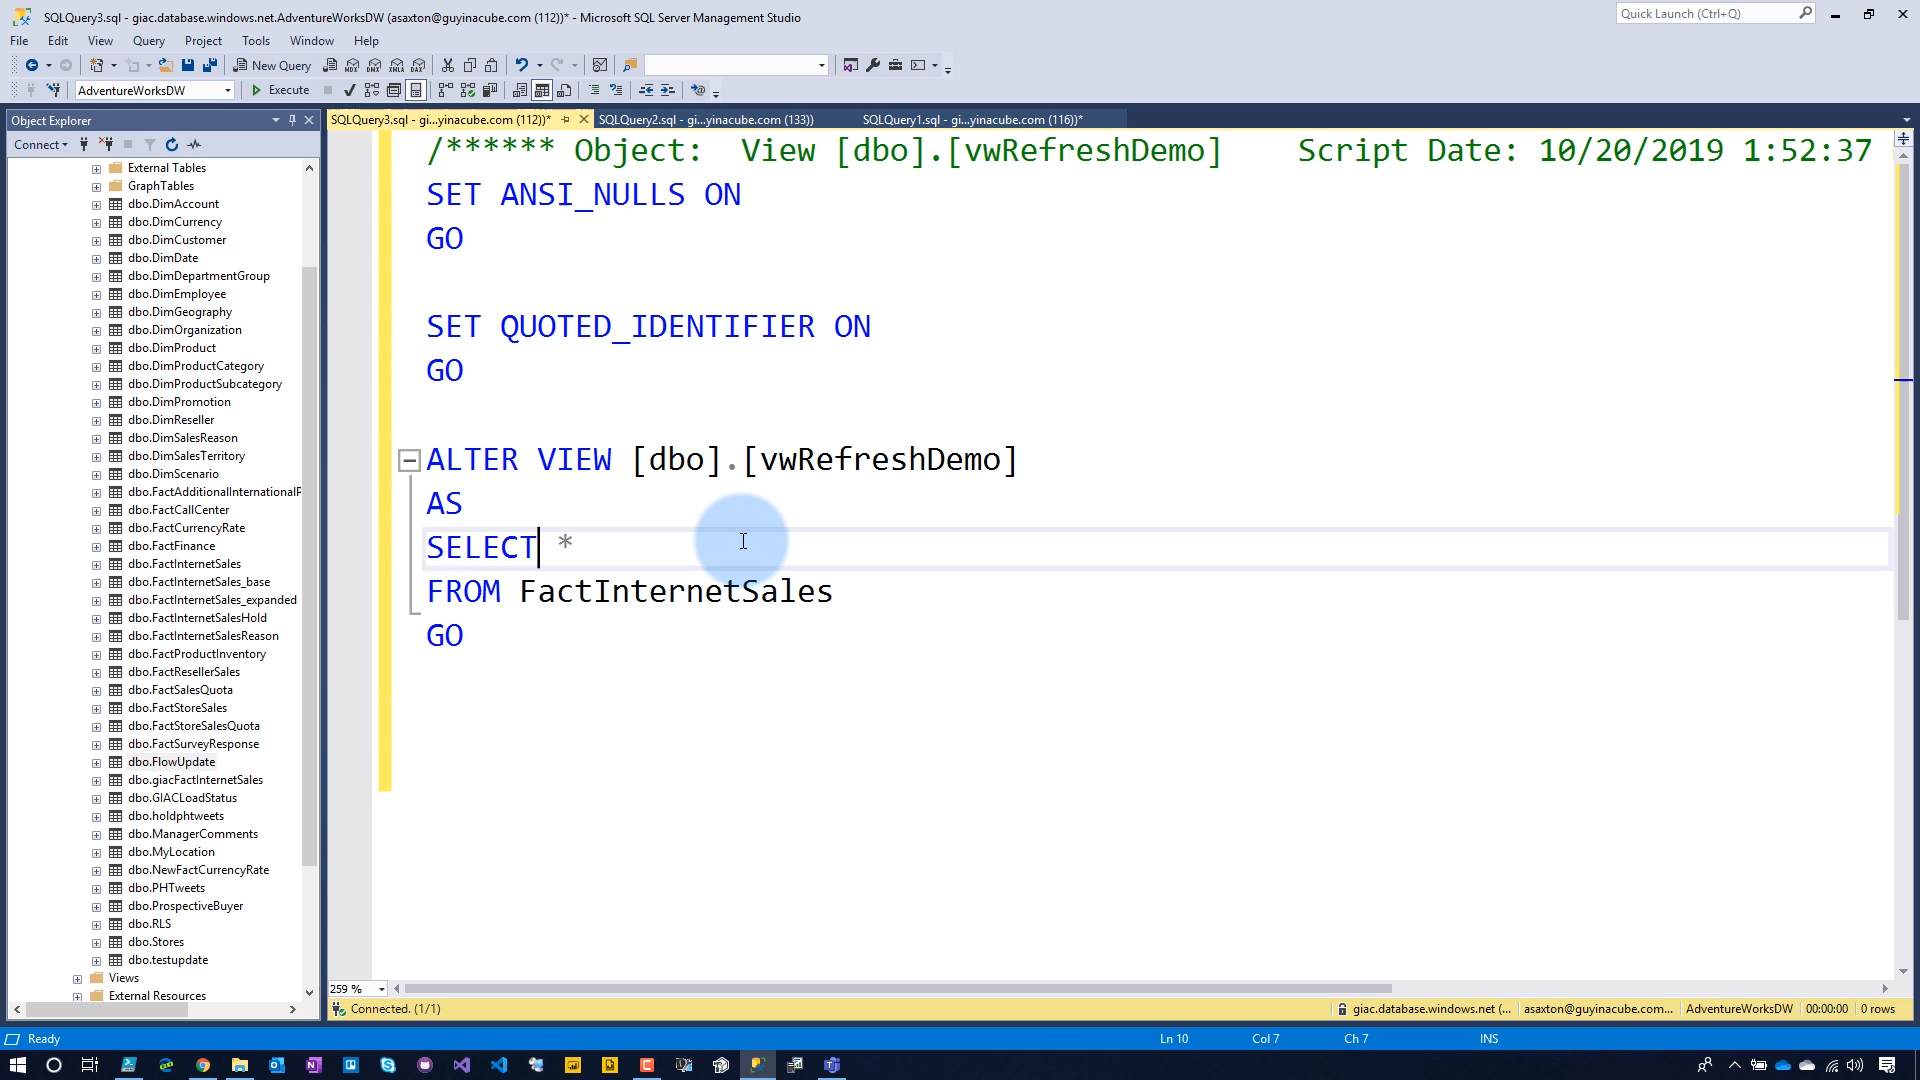 SQLQuery3.sql - giac.database.windows.net.AdventureWorksDW (asaxton@guyinacube.com (112))* - Microsoft SQL Server Management Studio
Quick Launch (Ctrl+Q)
File Edit View Query Project Tools Window Help
New Query
AdventureWorksDW
Execute
Object Explorer
SQLQuery3.sql - gi...yinacube.com (112))*
SQLQuery2.sql - gi...yinacube.com (133))
SQLQuery1.sql - gi...yinacube.com (116))*
Connect
External Tables
GraphTables
dbo.DimAccount
dbo.DimCurrency
dbo.DimCustomer
dbo.DimDate
dbo.DimDepartmentGroup
dbo.DimEmployee
dbo.DimGeography
dbo.DimOrganization
dbo.DimProduct
dbo.DimProductCategory
dbo.DimProductSubcategory
dbo.DimPromotion
dbo.DimReseller
dbo.DimSalesReason
dbo.DimSalesTerritory
dbo.DimScenario
dbo.FactAdditionalInternationalP
dbo.FactCallCenter
dbo.FactCurrencyRate
dbo.FactFinance
dbo.FactInternetSales
dbo.FactInternetSales_base
dbo.FactInternetSales_expanded
dbo.FactInternetSalesHold
dbo.FactInternetSalesReason
dbo.FactProductInventory
dbo.FactResellerSales
dbo.FactSalesQuota
dbo.FactStoreSales
dbo.FactStoreSalesQuota
dbo.FactSurveyResponse
dbo.FlowUpdate
dbo.giacFactInternetSales
dbo.GIACLoadStatus
dbo.holdphtweets
dbo.ManagerComments
dbo.MyLocation
dbo.NewFactCurrencyRate
dbo.PHTweets
dbo.ProspectiveBuyer
dbo.RLS
dbo.Stores
dbo.testupdate
Views
External Resources
/****** Object:  View [dbo].[vwRefreshDemo]    Script Date: 10/20/2019 1:52:37
SET ANSI_NULLS ON
GO
SET QUOTED_IDENTIFIER ON
GO
ALTER VIEW [dbo].[vwRefreshDemo]
AS
SELECT *
FROM FactInternetSales
GO
259 %
Connected. (1/1)
giac.database.windows.net (... asaxton@guyinacube.com... AdventureWorksDW 00:00:00 0 rows
Ready
Ln 10
Col 7
Ch 7
INS